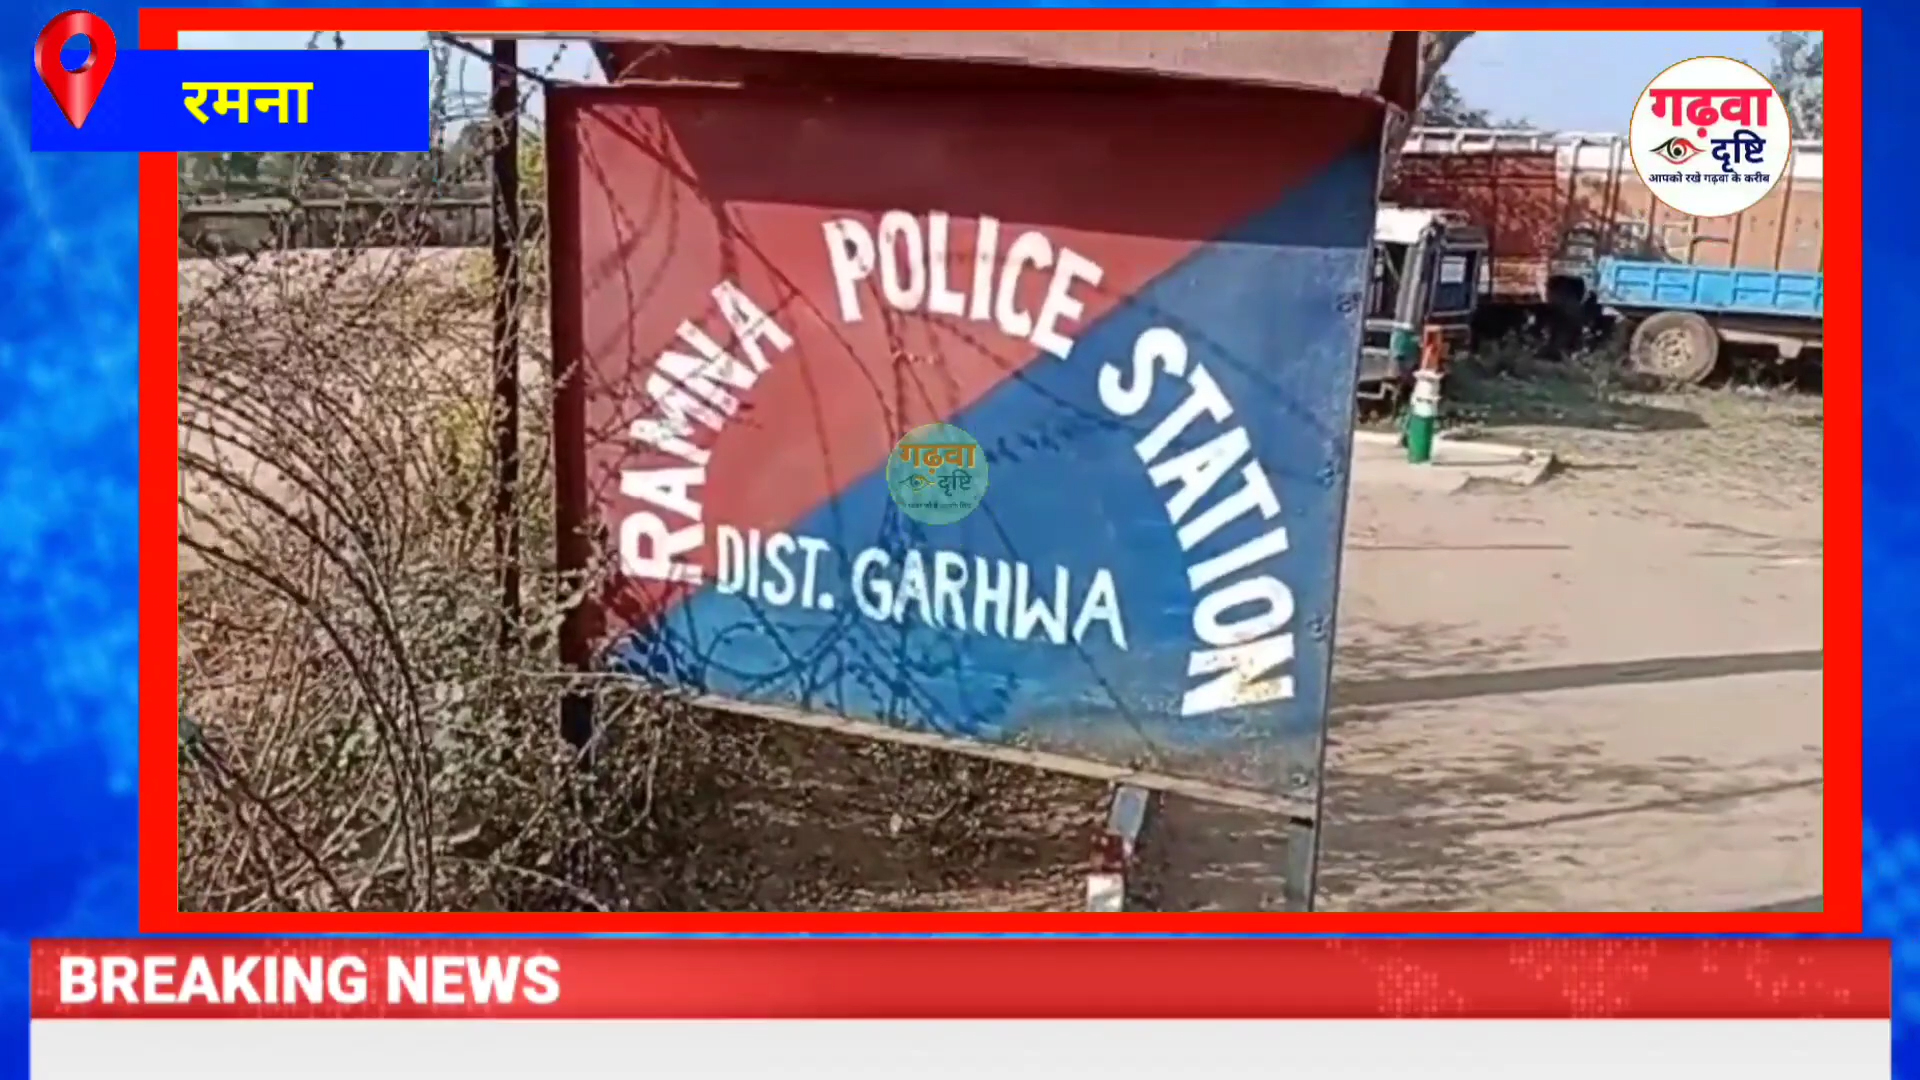 रमना
गढ़वा
दृष्टि
आपको रखे गढ़वा के करीब
RAMNA POLICE STATION
DIST. GARHWA
गढ़वा
दृष्टि
BREAKING NEWS